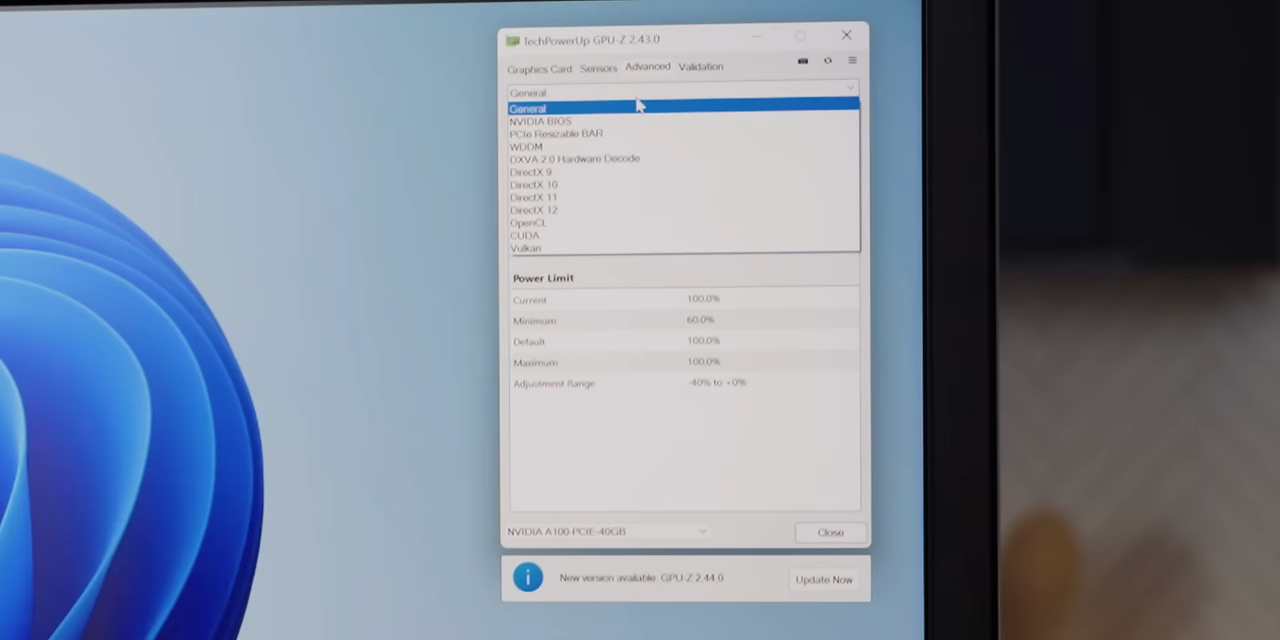 TechPowerUp GPU-Z 2.43.0
Graphics Card Sensors Advanced Validation
General
General
NVIDIA BIOS
PCIe Resizable BAR
WDDM
DXVA 2.0 Hardware Decode
DirectX 9
DirectX 10
DirectX 11
DirectX 12
OpenCL
CUDA
Vulkan
Power Limit
Current 100.0%
Minimum 60.0%
Default 100.0%
Maximum 100.0%
Adjustment Range -40% to +0%
NVIDIA A100-PCIE-40GB
Close
New version available: GPU-Z 2.44.0
Update Now